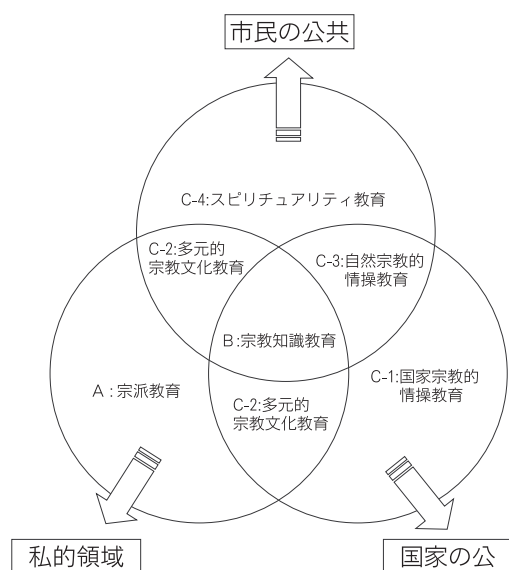 市民の公共
C-4:スピリチュアリティ教育
C-2:多元的
宗教文化教育
C-3:自然宗教的
情操教育
B:宗教知識教育
A:宗派教育
C-1:国家宗教的
情操教育
C-2:多元的
宗教文化教育
私的領域
国家の公